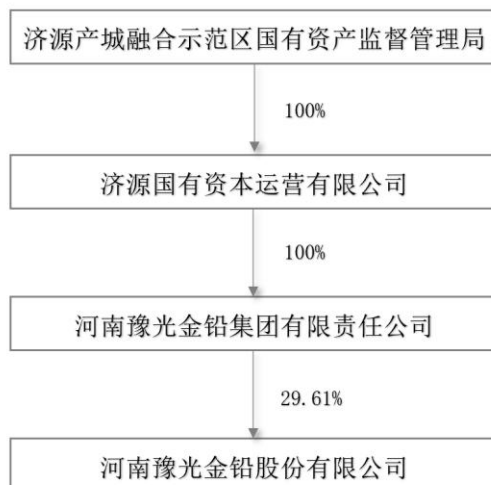 济源产城融合示范区国有资产监督管理局
100%
济源国有资本运营有限公司
100%
河南豫光金铅集团有限责任公司
29.61%
河南豫光金铅股份有限公司